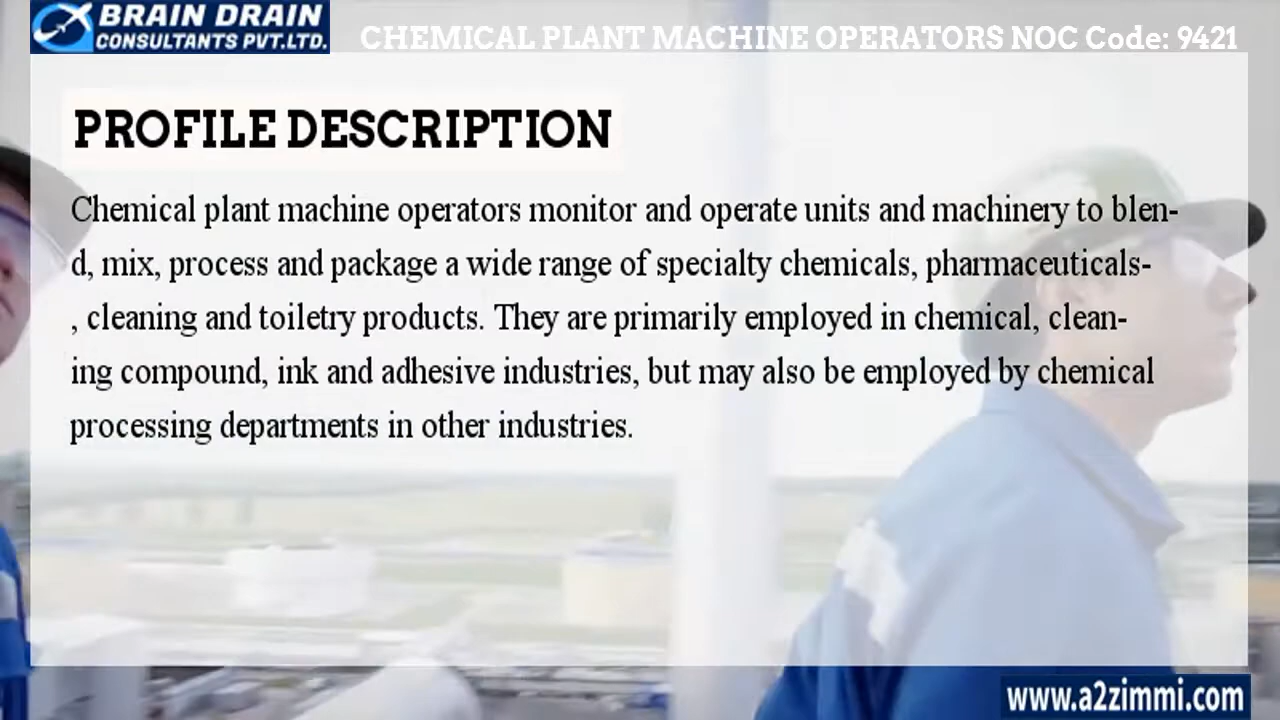 BRAIN DRAIN
CONSULTANTS PVT.LTD.
CHEMICAL PLANT MACHINE OPERATORS NOC Code: 9421
PROFILE DESCRIPTION
Chemical plant machine operators monitor and operate units and machinery to blen-
d, mix, process and package a wide range of specialty chemicals, pharmaceuticals-
, cleaning and toiletry products. They are primarily employed in chemical, clean-
ing compound, ink and adhesive industries, but may also be employed by chemical
processing departments in other industries.
www.a2zimmi.com